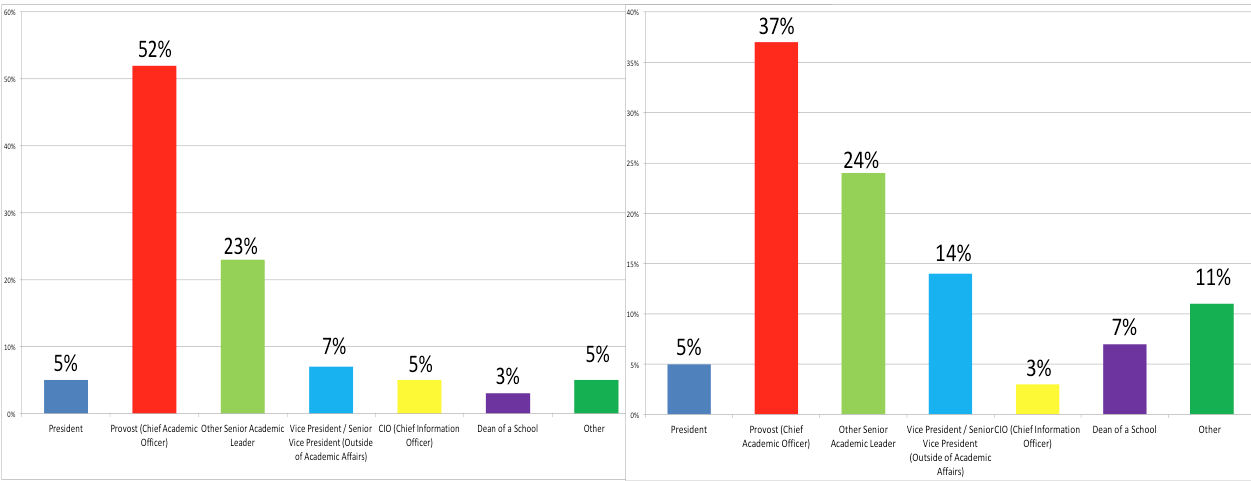 60%
50%
40%
30%
20%
10%
0%
5%
52%
23%
7%
5%
3%
5%
President
Provost (Chief Academic
Officer)
Other Senior Academic
Leader
Vice President / Senior
Vice President (Outside
of Academic Affairs)
CIO (Chief Information
Officer)
Dean of a School
Other
40%
35%
30%
25%
20%
15%
10%
5%
0%
5%
37%
24%
14%
3%
7%
11%
President
Provost (Chief
Academic Officer)
Other Senior
Academic Leader
Vice President / Senior
Vice President
(Outside of Academic
Affairs)
CIO (Chief Information
Officer)
Dean of a School
Other